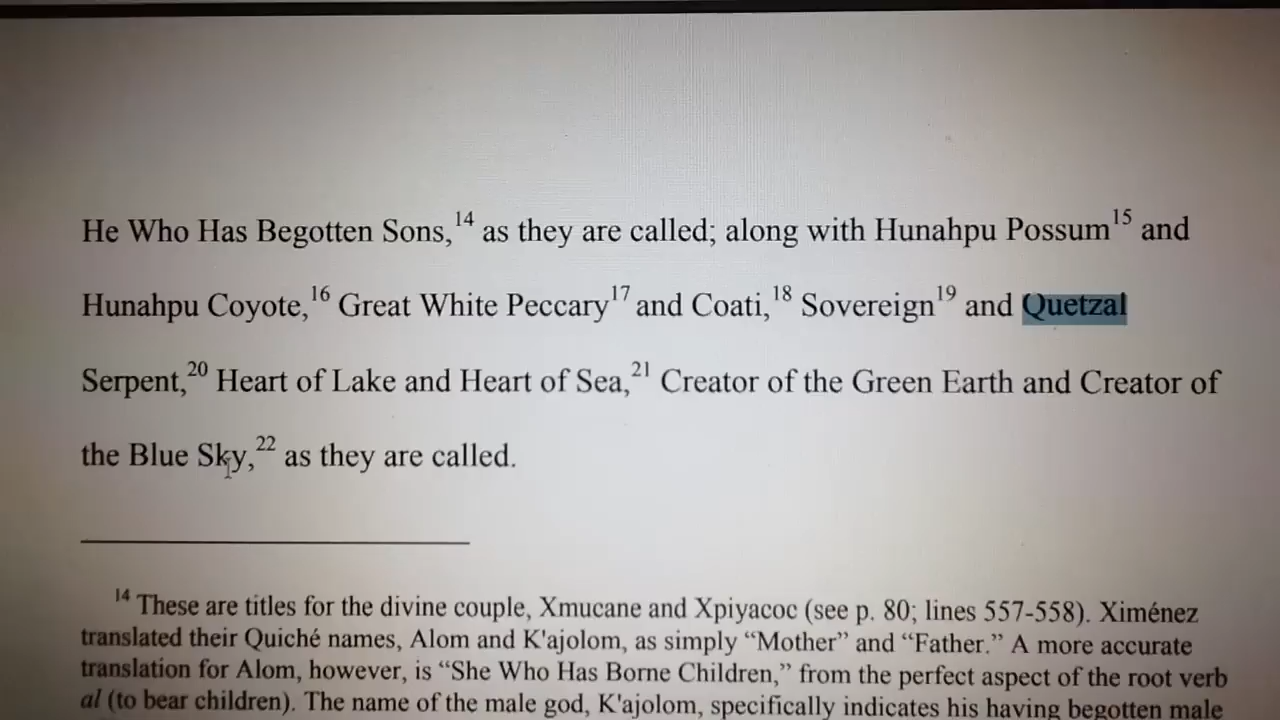 He Who Has Begotten Sons,14 as they are called; along with Hunahpu Possum15 and
Hunahpu Coyote,16 Great White Peccary17 and Coati,18 Sovereign19 and Quetzal
Serpent,20 Heart of Lake and Heart of Sea,21 Creator of the Green Earth and Creator of
the Blue Sky,22 as they are called.
14 These are titles for the divine couple, Xmucane and Xpiyacoc (see p. 80; lines 557-558). Ximénez
translated their Quiché names, Alom and K'ajolom, as simply “Mother” and “Father.” A more accurate
translation for Alom, however, is “She Who Has Borne Children,” from the perfect aspect of the root verb
al (to bear children). The name of the male god, K'ajolom, specifically indicates his having begotten male